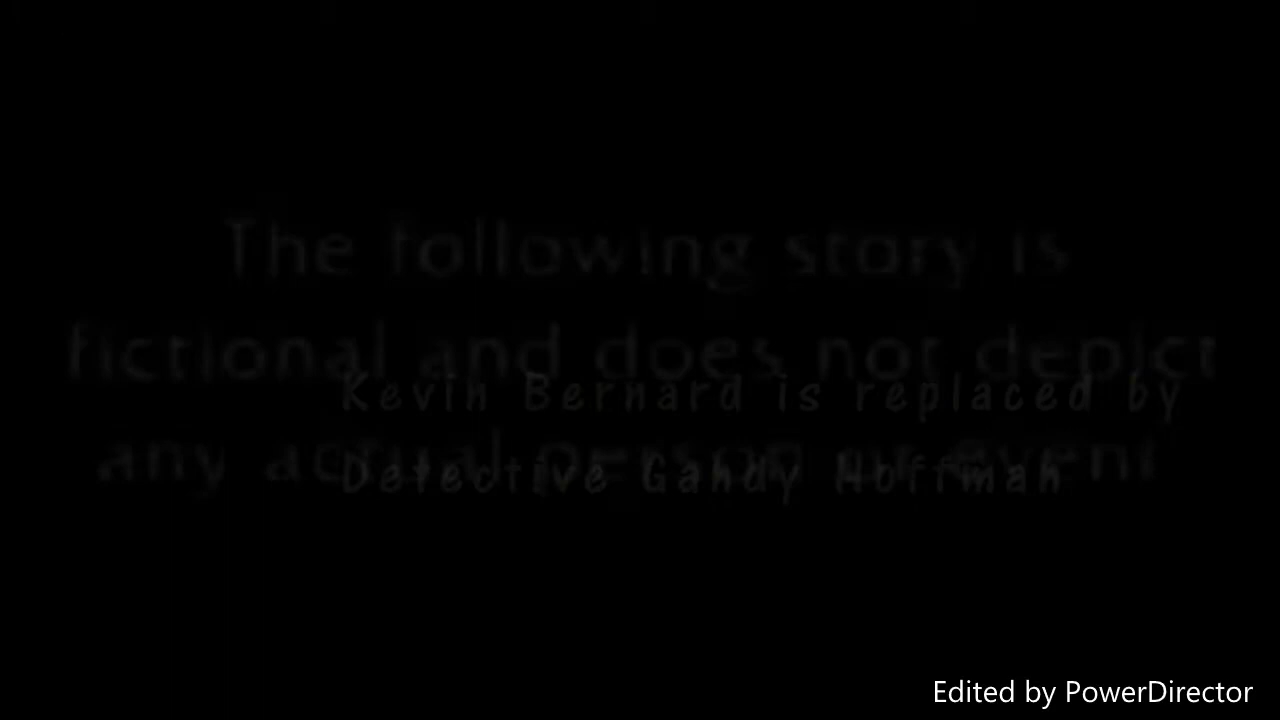 The following story is
fictional and does not depict
any actual person or event
Kevin Bernard is replaced by
Detective Gandy Hoffman
Edited by PowerDirector